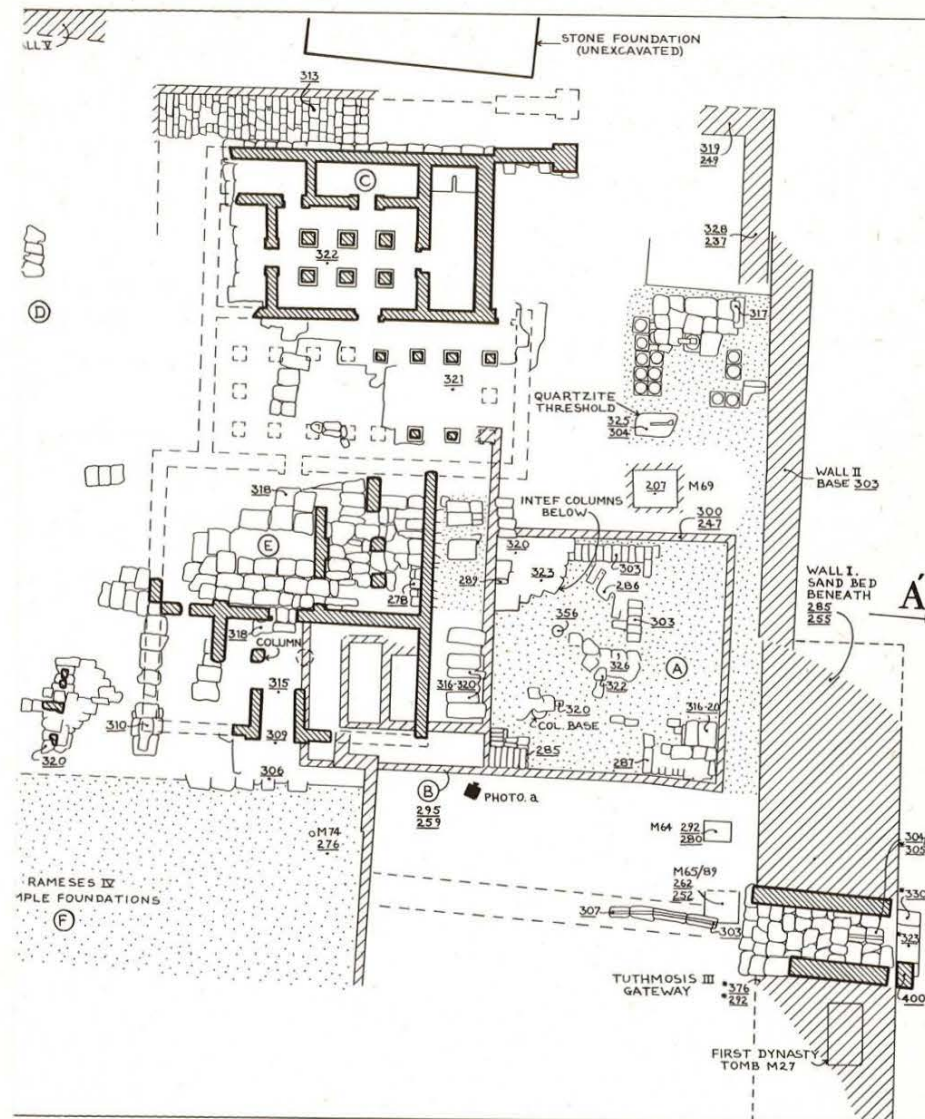 ALL V
STONE FOUNDATION
(UNEXCAVATED)
313
319
249
C
328
237
322
D
317
321
QUARTZITE
THRESHOLD
325
304
WALL II
BASE 303
207
M69
318
INTEF COLUMNS
BELOW
300
247
E
320
303
323
289
286
WALL I.
SAND BED
BENEATH
285
255
Á
278
303
356
318
COLUMN
326
A
322
316-320
315
320
COL. BASE
316-20
310
309
320
285
287
306
B
295
259
PHOTO. a
M74
276
M64
292
280
304
305
RAMESES IV
MPLE FOUNDATIONS
F
M65/89
262
252
330
307
303
323
TUTHMOSIS III
GATEWAY
*376
*292
400
FIRST DYNASTY
TOMB M27